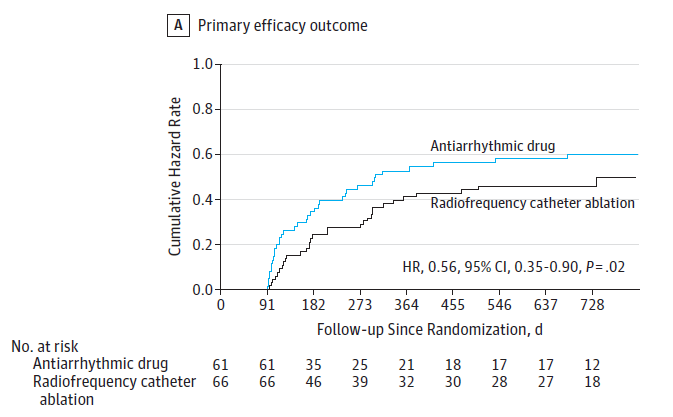 A Primary efficacy outcome
1.0
0.8
0.6
0.4
0.2
0.0
Cumulative Hazard Rate
Antiarrhythmic drug
Radiofrequency catheter ablation
HR, 0.56, 95% CI, 0.35-0.90, P=.02
0 91 182 273 364 455 546 637 728
Follow-up Since Randomization, d
No. at risk
Antiarrhythmic drug 61 61 35 25 21 18 17 17 12
Radiofrequency catheter 66 66 46 39 32 30 28 27 18
ablation